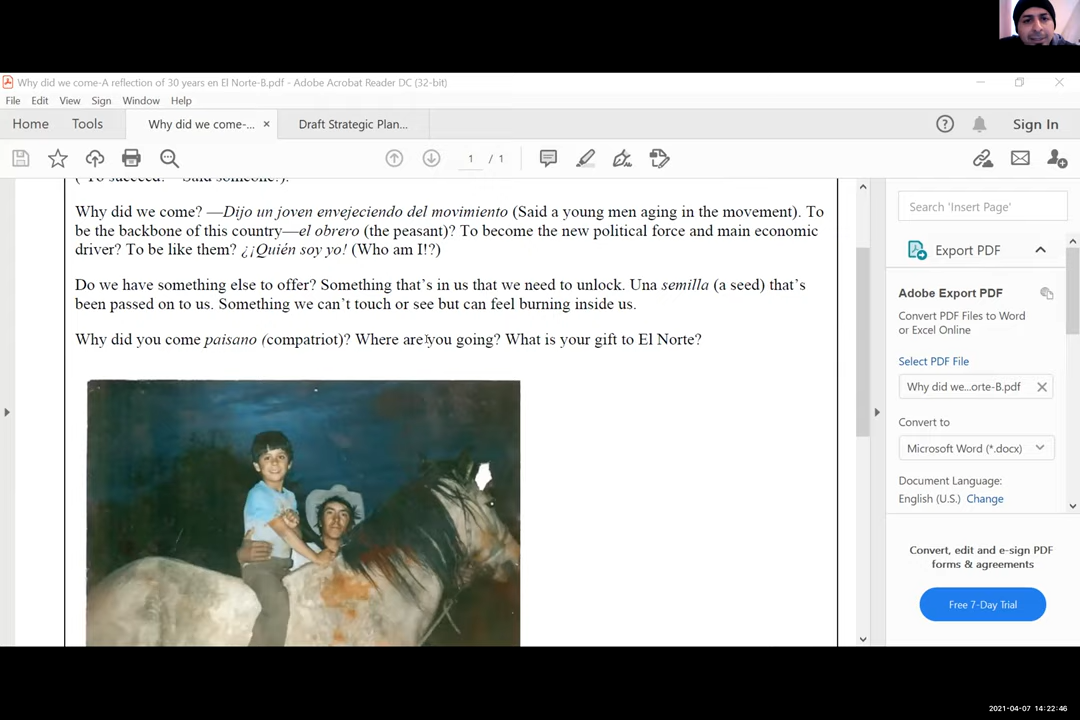 Why did we come-A reflection of 30 years en El Norte-B.pdf - Adobe Acrobat Reader DC (32-bit)
File Edit View Sign Window Help
Home Tools Why did we come-... × Draft Strategic Plan... Sign In
1 / 1
("To succeed!" Said someone!).
Why did we come? —Dijo un joven envejeciendo del movimiento (Said a young men aging in the movement). To
be the backbone of this country—el obrero (the peasant)? To become the new political force and main economic
driver? To be like them? ¿¡Quién soy yo! (Who am I!?)
Do we have something else to offer? Something that's in us that we need to unlock. Una semilla (a seed) that's
been passed on to us. Something we can't touch or see but can feel burning inside us.
Why did you come paisano (compatriot)? Where are you going? What is your gift to El Norte?
Search 'Insert Page'
Export PDF
Adobe Export PDF
Convert PDF Files to Word
or Excel Online
Select PDF File
Why did we...orte-B.pdf
Convert to
Microsoft Word (*.docx)
Document Language:
English (U.S.) Change
Convert, edit and e-sign PDF
forms & agreements
Free 7-Day Trial
2021-04-07 14:22:46